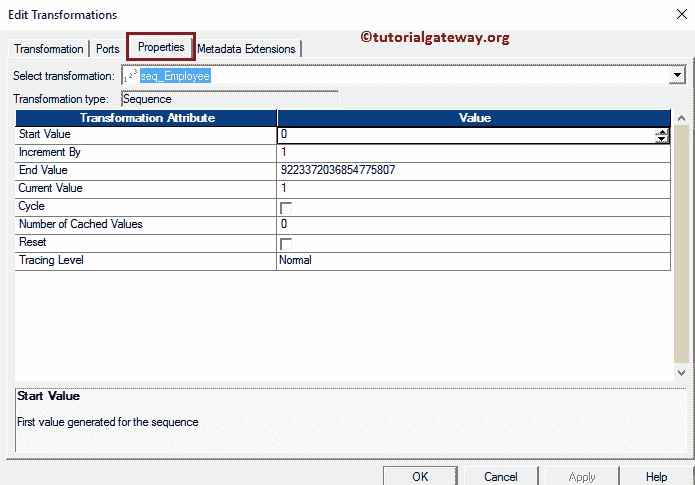 Edit Transformations
©tutorialgateway.org
Transformation Ports Properties Metadata Extensions
Select transformation: 123 seq_Employee
Transformation type: Sequence
Transformation Attribute Value
Start Value 0
Increment By 1
End Value 9223372036854775807
Current Value 1
Cycle
Number of Cached Values 0
Reset
Tracing Level Normal
Start Value
First value generated for the sequence
OK Cancel Apply Help